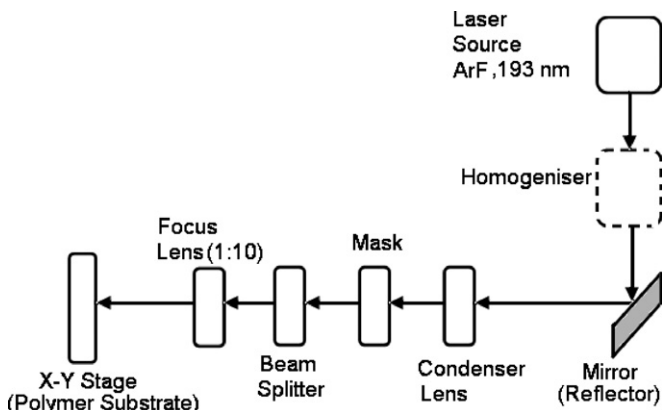 Laser
Source
ArF,193 nm
Homogeniser
Focus
Lens(1:10)
Mask
Beam
Splitter
Condenser
Lens
Mirror
(Reflector)
X-Y Stage
(Polymer Substrate)